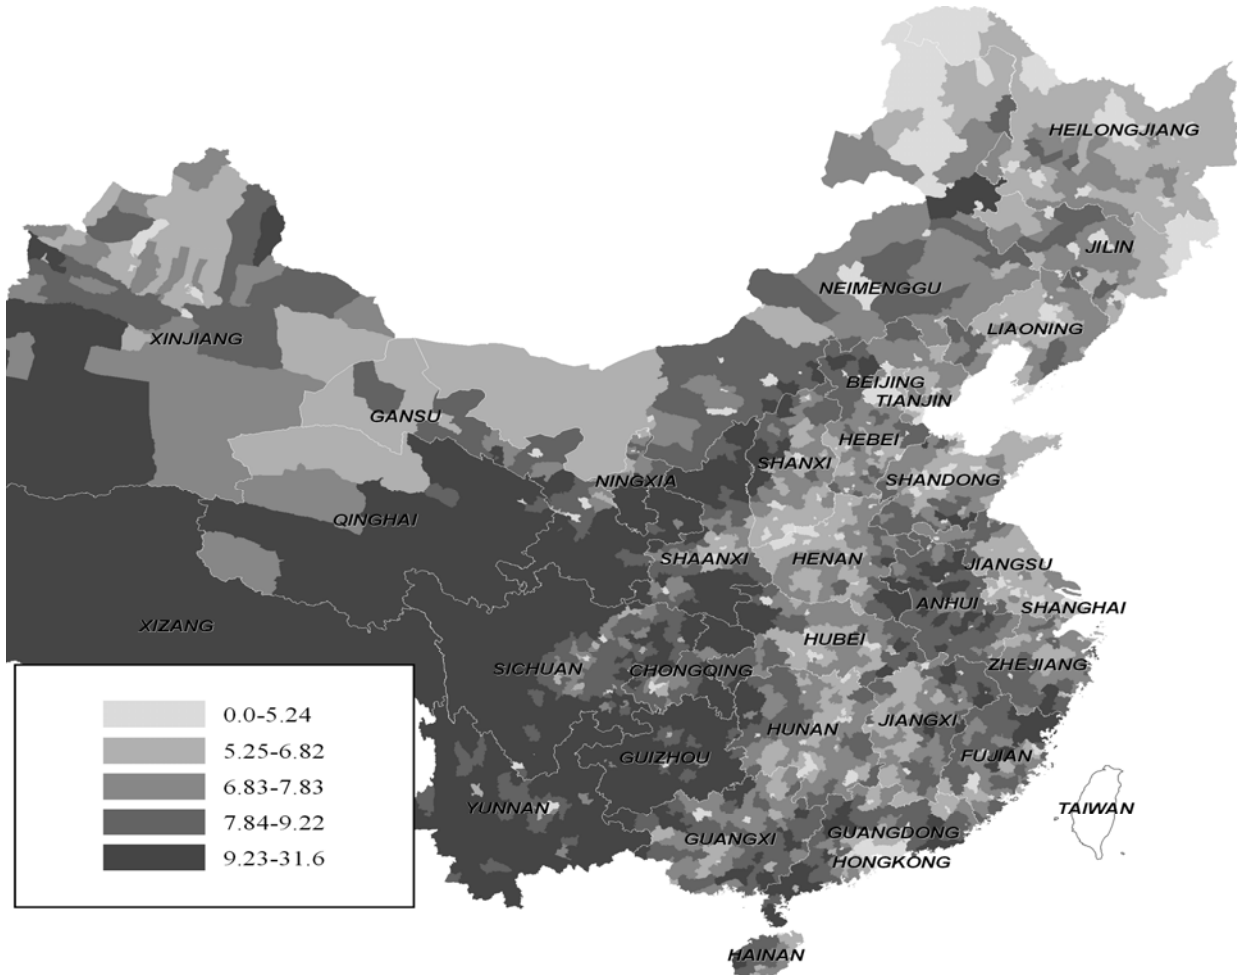 HEILONGJIANG
JILIN
NEIMENGGU
LIAONING
XINJIANG
BEIJING
TIANJIN
GANSU
HEBEI
SHANXI
NINGXIA
SHANDONG
QINGHAI
SHAANXI
HENAN
JIANGSU
ANHUI
SHANGHAI
XIZANG
HUBEI
SICHUAN
CHONGQING
ZHEJIANG
0.0-5.24
5.25-6.82
6.83-7.83
7.84-9.22
9.23-31.6
HUNAN
JIANGXI
GUIZHOU
FUJIAN
YUNNAN
TAIWAN
GUANGXI
GUANGDONG
HONGKONG
HAINAN